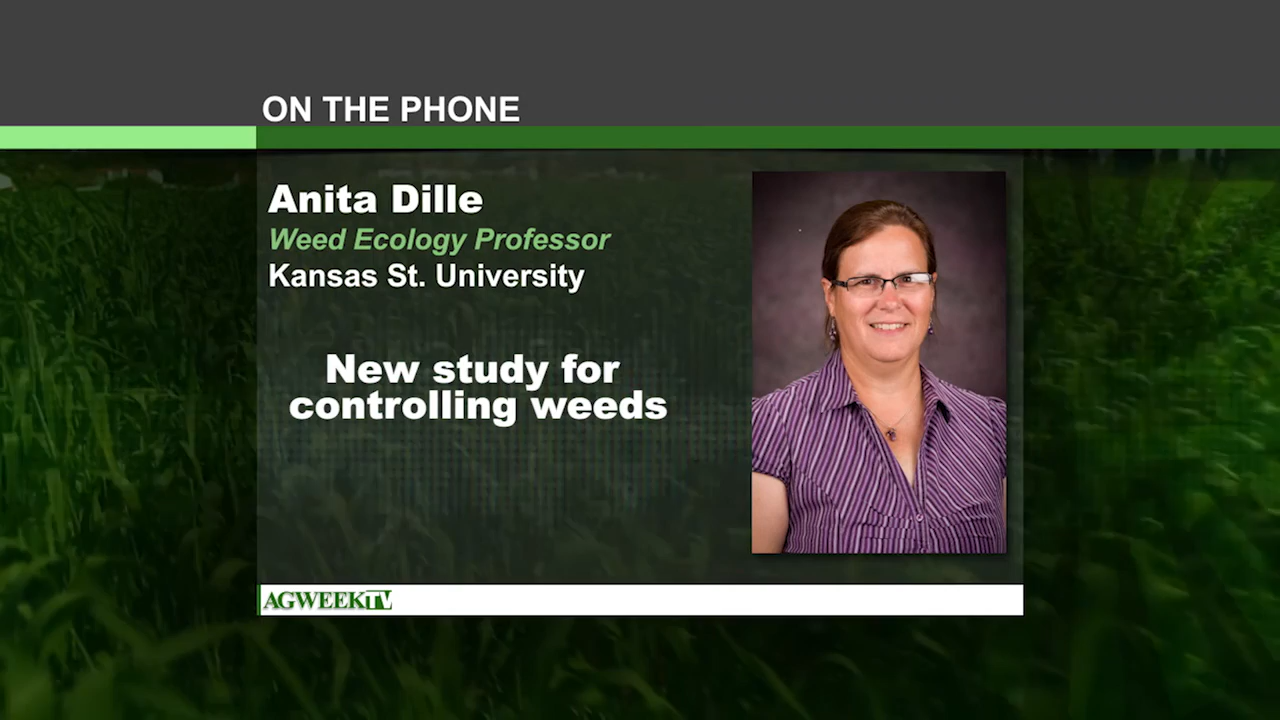 ON THE PHONE
Anita Dille
Weed Ecology Professor
Kansas St. University
New study for
controlling weeds
AGWEEKTV